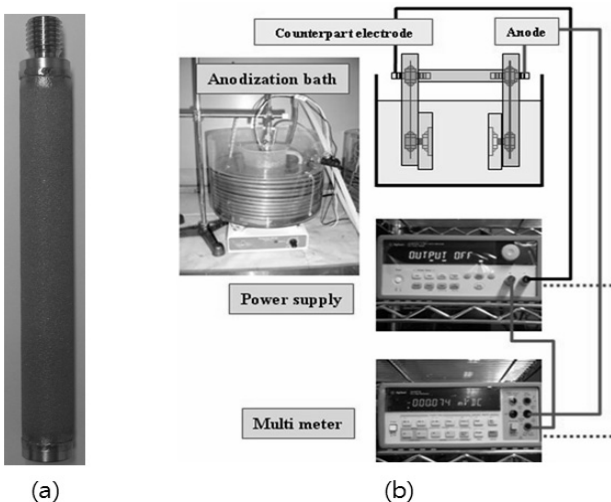 Counterpart electrode
Anode
Anodization bath
OUTPUT OFF
Power supply
Multi meter
(a)
(b)